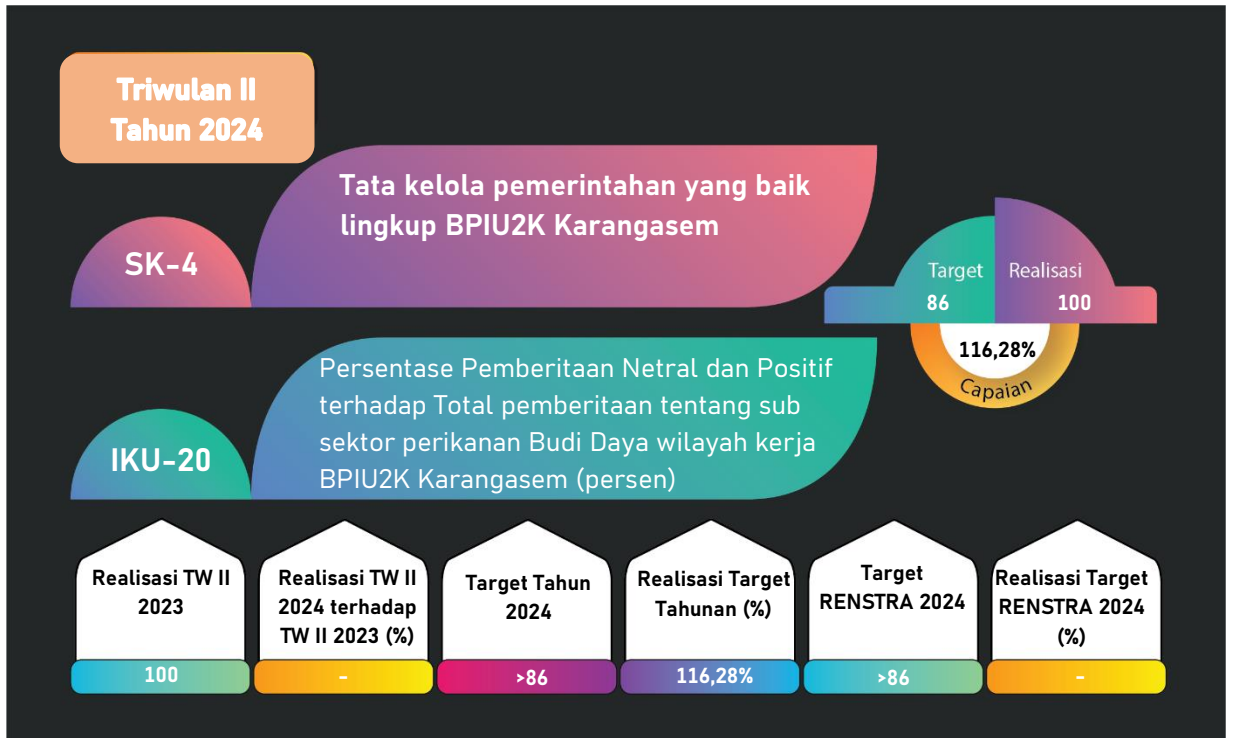 Triwulan II
Tahun 2024
Tata kelola pemerintahan yang baik
lingkup BPIU2K Karangasem
SK-4
Target
Realisasi
86
100
116,28%
Capaian
Persentase Pemberitaan Netral dan Positif
terhadap Total pemberitaan tentang sub
sektor perikanan Budi Daya wilayah kerja
BPIU2K Karangasem (persen)
IKU-20
Realisasi TW II
2023
100
Realisasi TW II
2024 terhadap
TW II 2023 (%)
-
Target Tahun
2024
>86
Realisasi Target
Tahunan (%)
116,28%
Target
RENSTRA 2024
>86
Realisasi Target
RENSTRA 2024
(%)
-